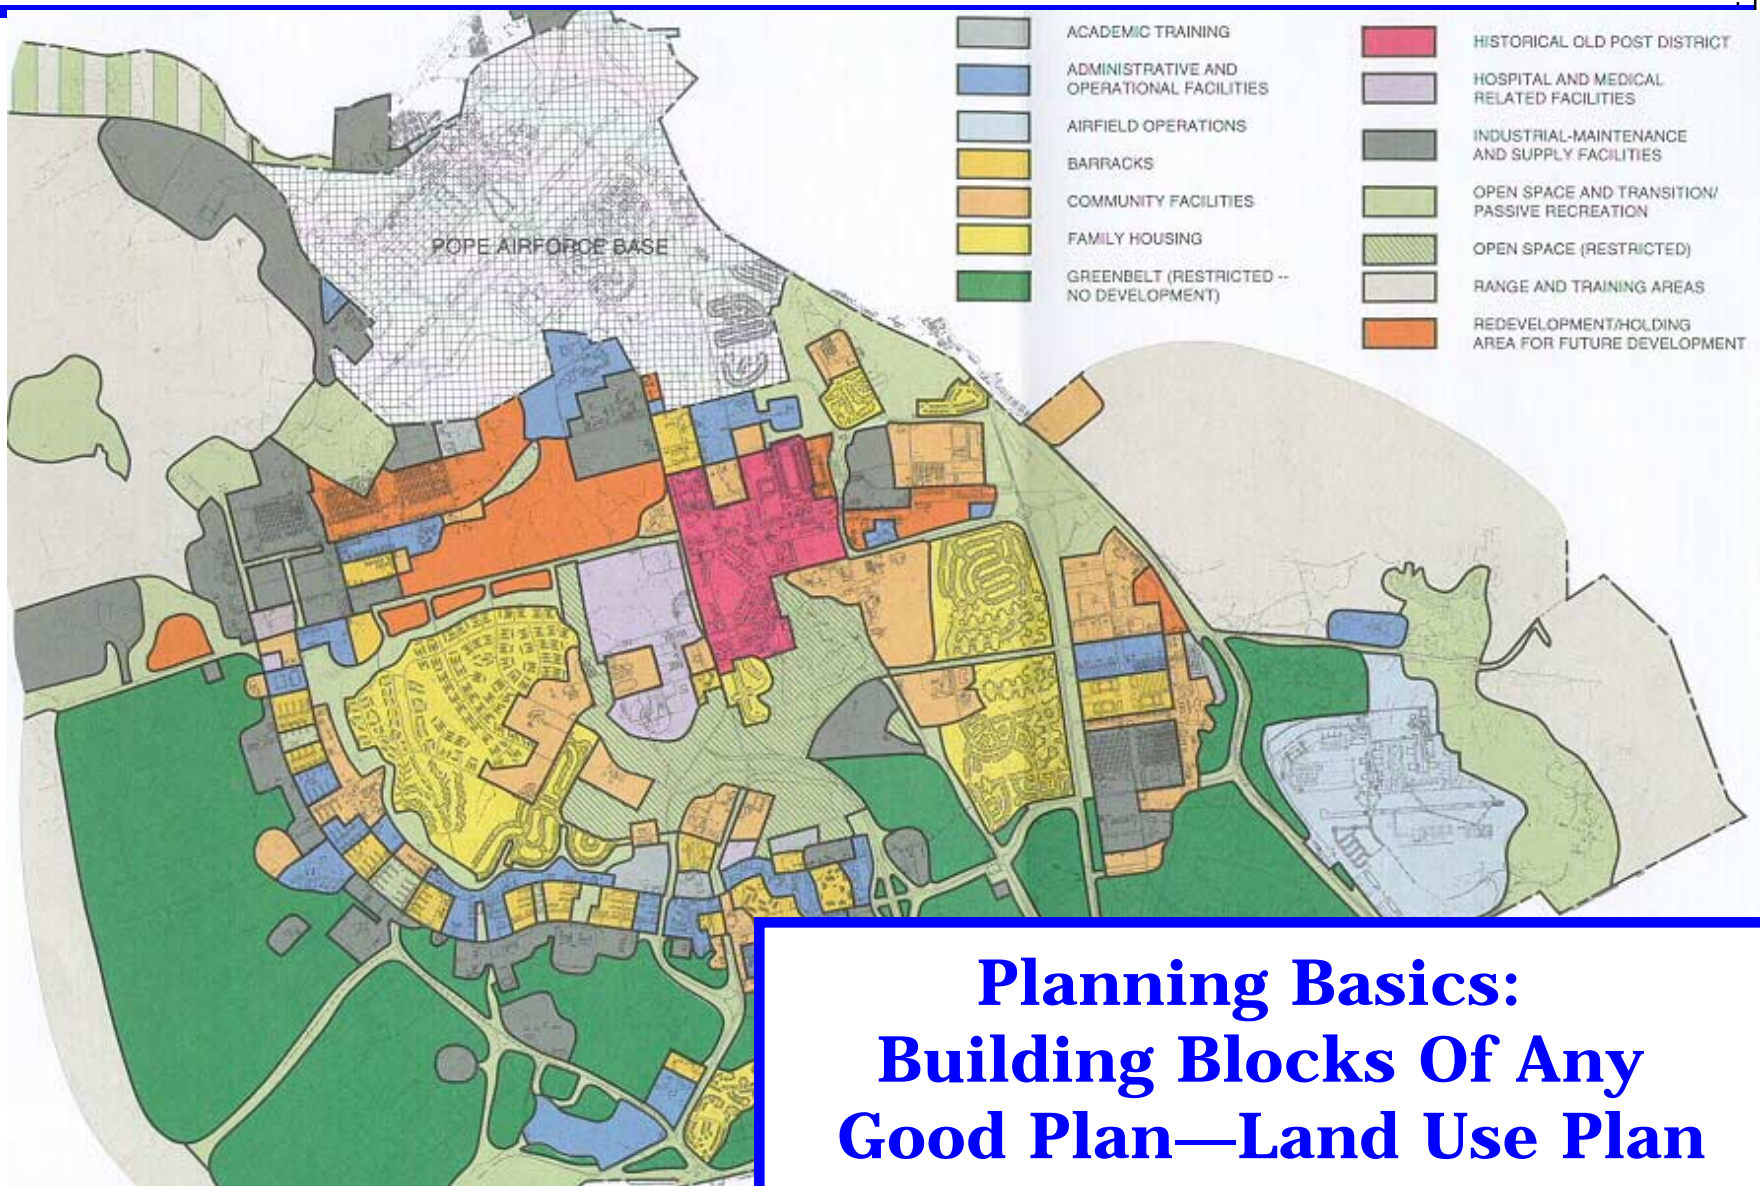 ACADEMIC TRAINING
ADMINISTRATIVE AND
OPERATIONAL FACILITIES
AIRFIELD OPERATIONS
BARRACKS
COMMUNITY FACILITIES
FAMILY HOUSING
GREENBELT (RESTRICTED --
NO DEVELOPMENT)
HISTORICAL OLD POST DISTRICT
HOSPITAL AND MEDICAL
RELATED FACILITIES
INDUSTRIAL-MAINTENANCE
AND SUPPLY FACILITIES
OPEN SPACE AND TRANSITION/
PASSIVE RECREATION
OPEN SPACE (RESTRICTED)
RANGE AND TRAINING AREAS
REDEVELOPMENT/HOLDING
AREA FOR FUTURE DEVELOPMENT
POPE AIRFORCE BASE
Planning Basics:
Building Blocks Of Any
Good Plan—Land Use Plan